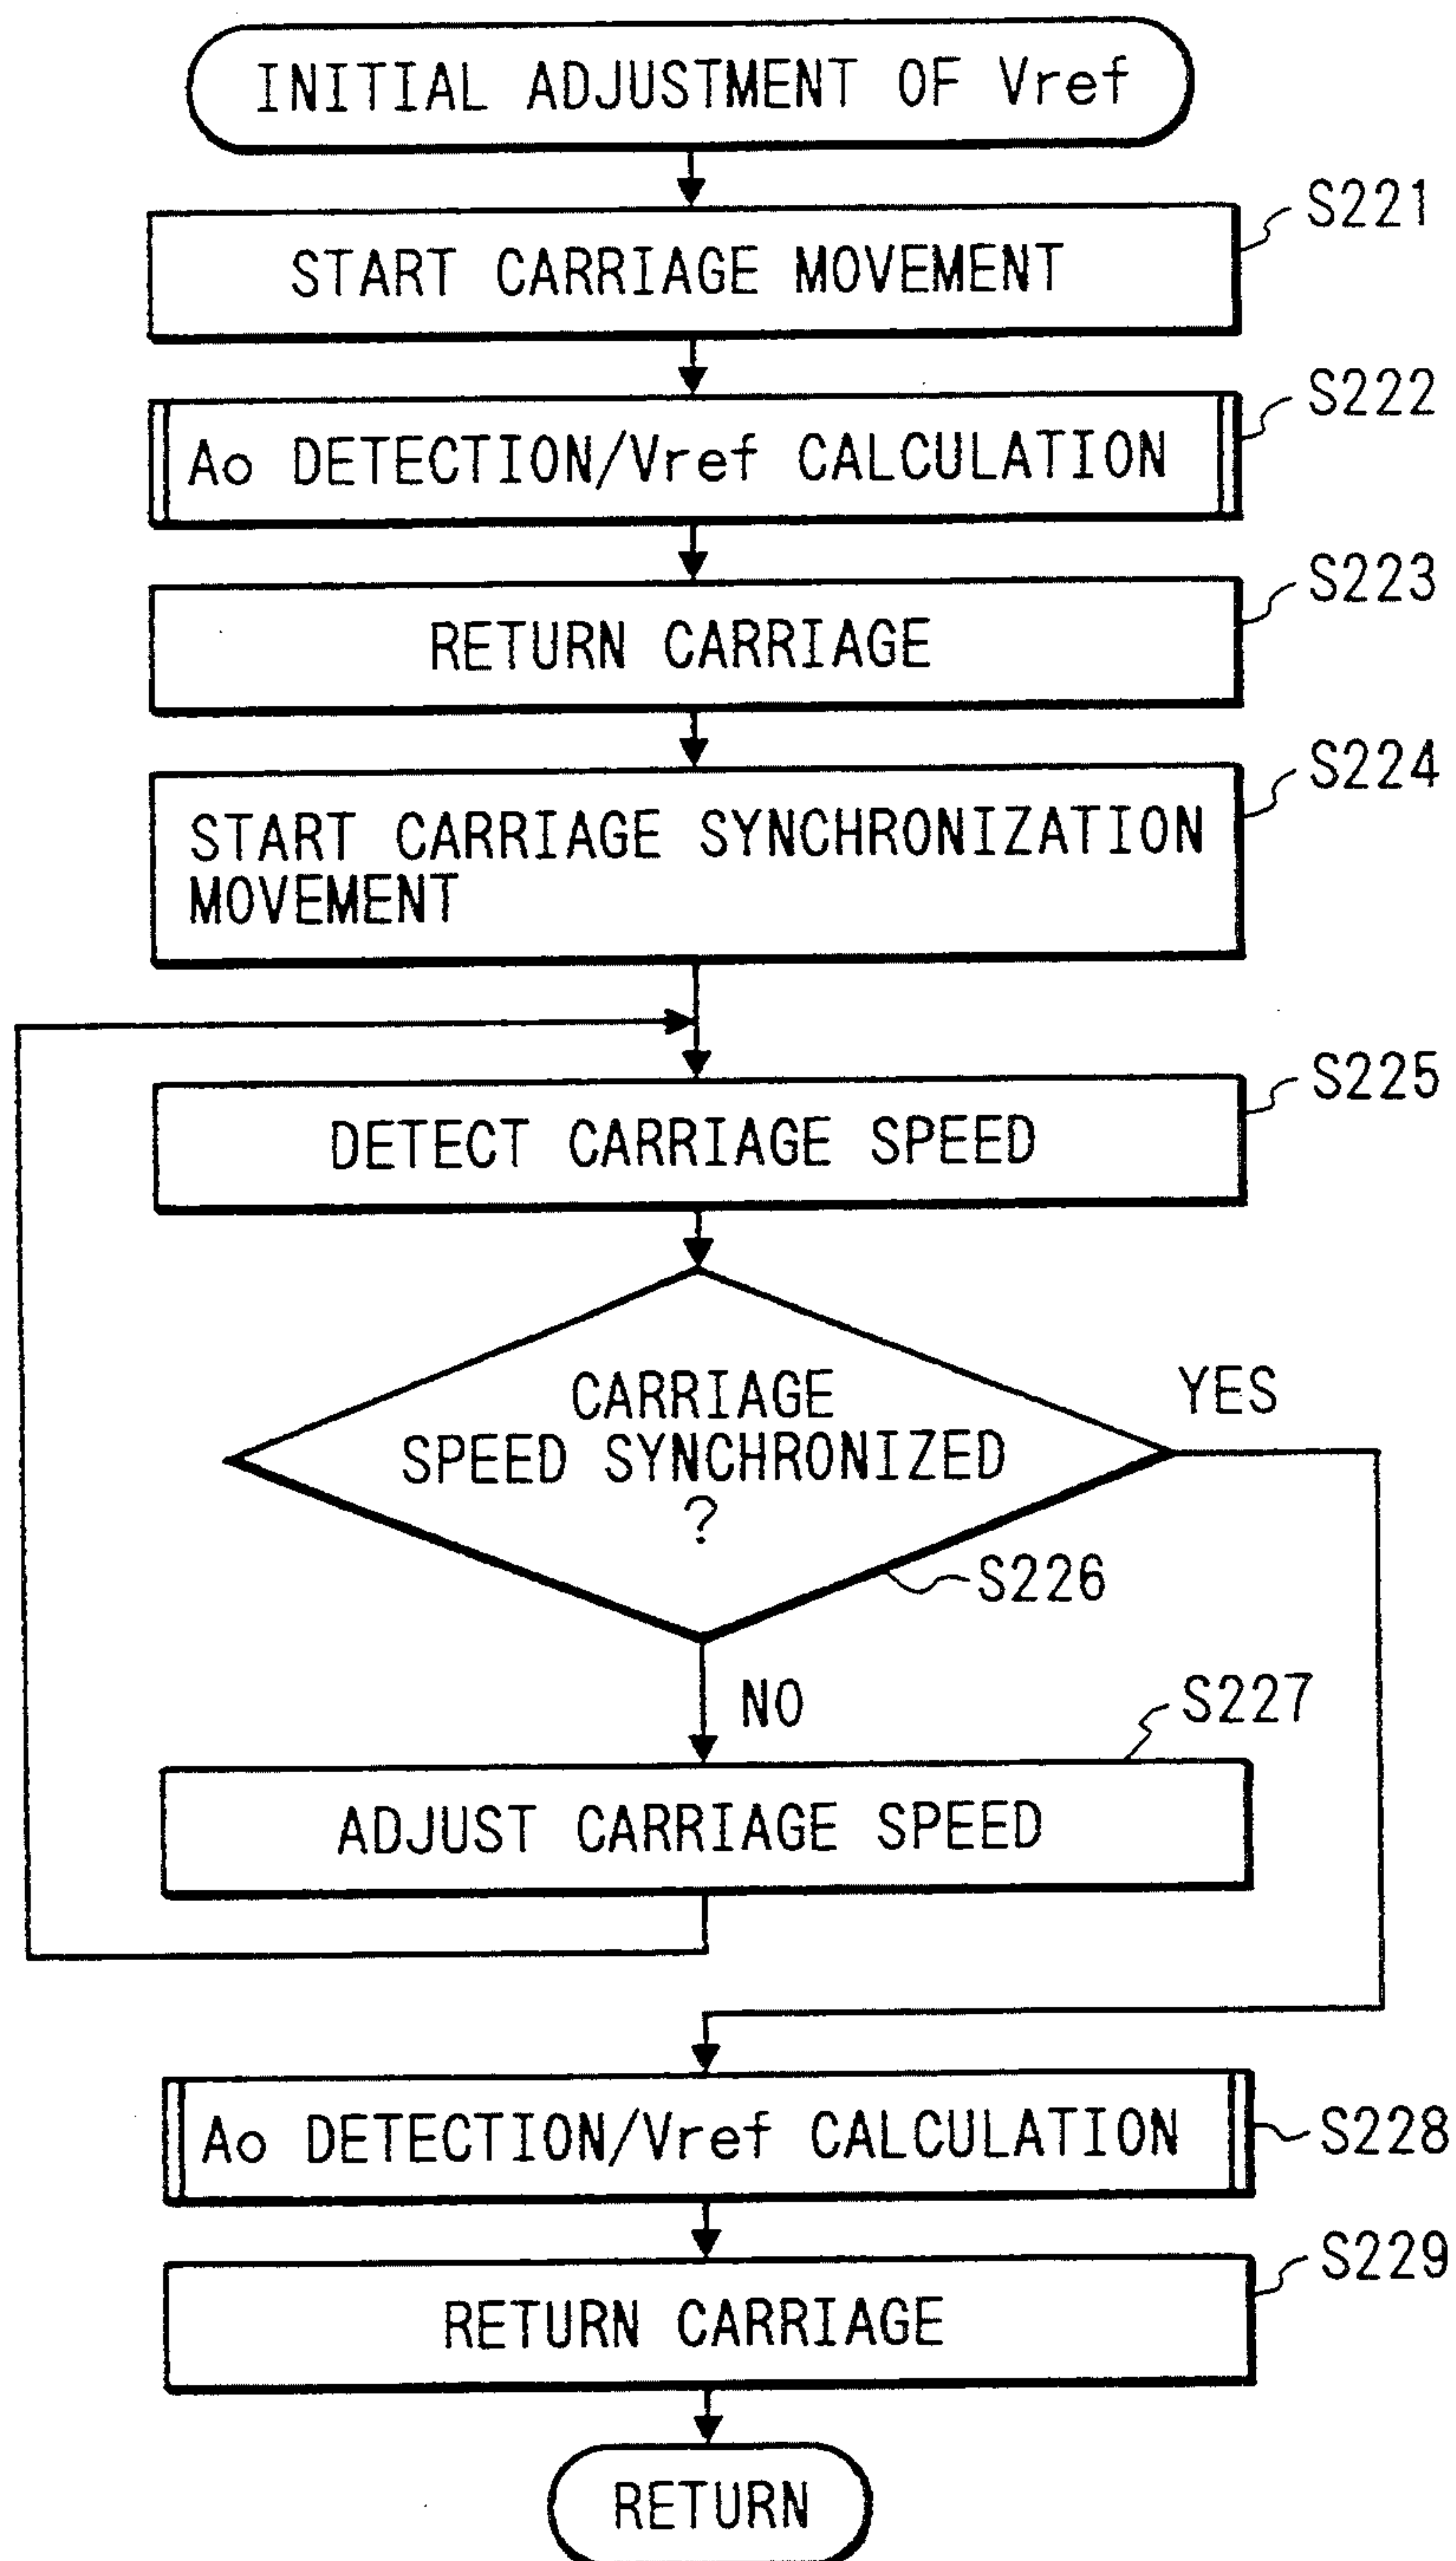 INITIAL ADJUSTMENT OF Vref
S221
START CARRIAGE MOVEMENT
S222
Ao DETECTION/Vref CALCULATION
S223
RETURN CARRIAGE
S224
START CARRIAGE SYNCHRONIZATION
MOVEMENT
S225
DETECT CARRIAGE SPEED
YES
CARRIAGE
SPEED SYNCHRONIZED
?
S226
NO
S227
ADJUST CARRIAGE SPEED
Ao DETECTION/Vref CALCULATION
S228
S229
RETURN CARRIAGE
RETURN